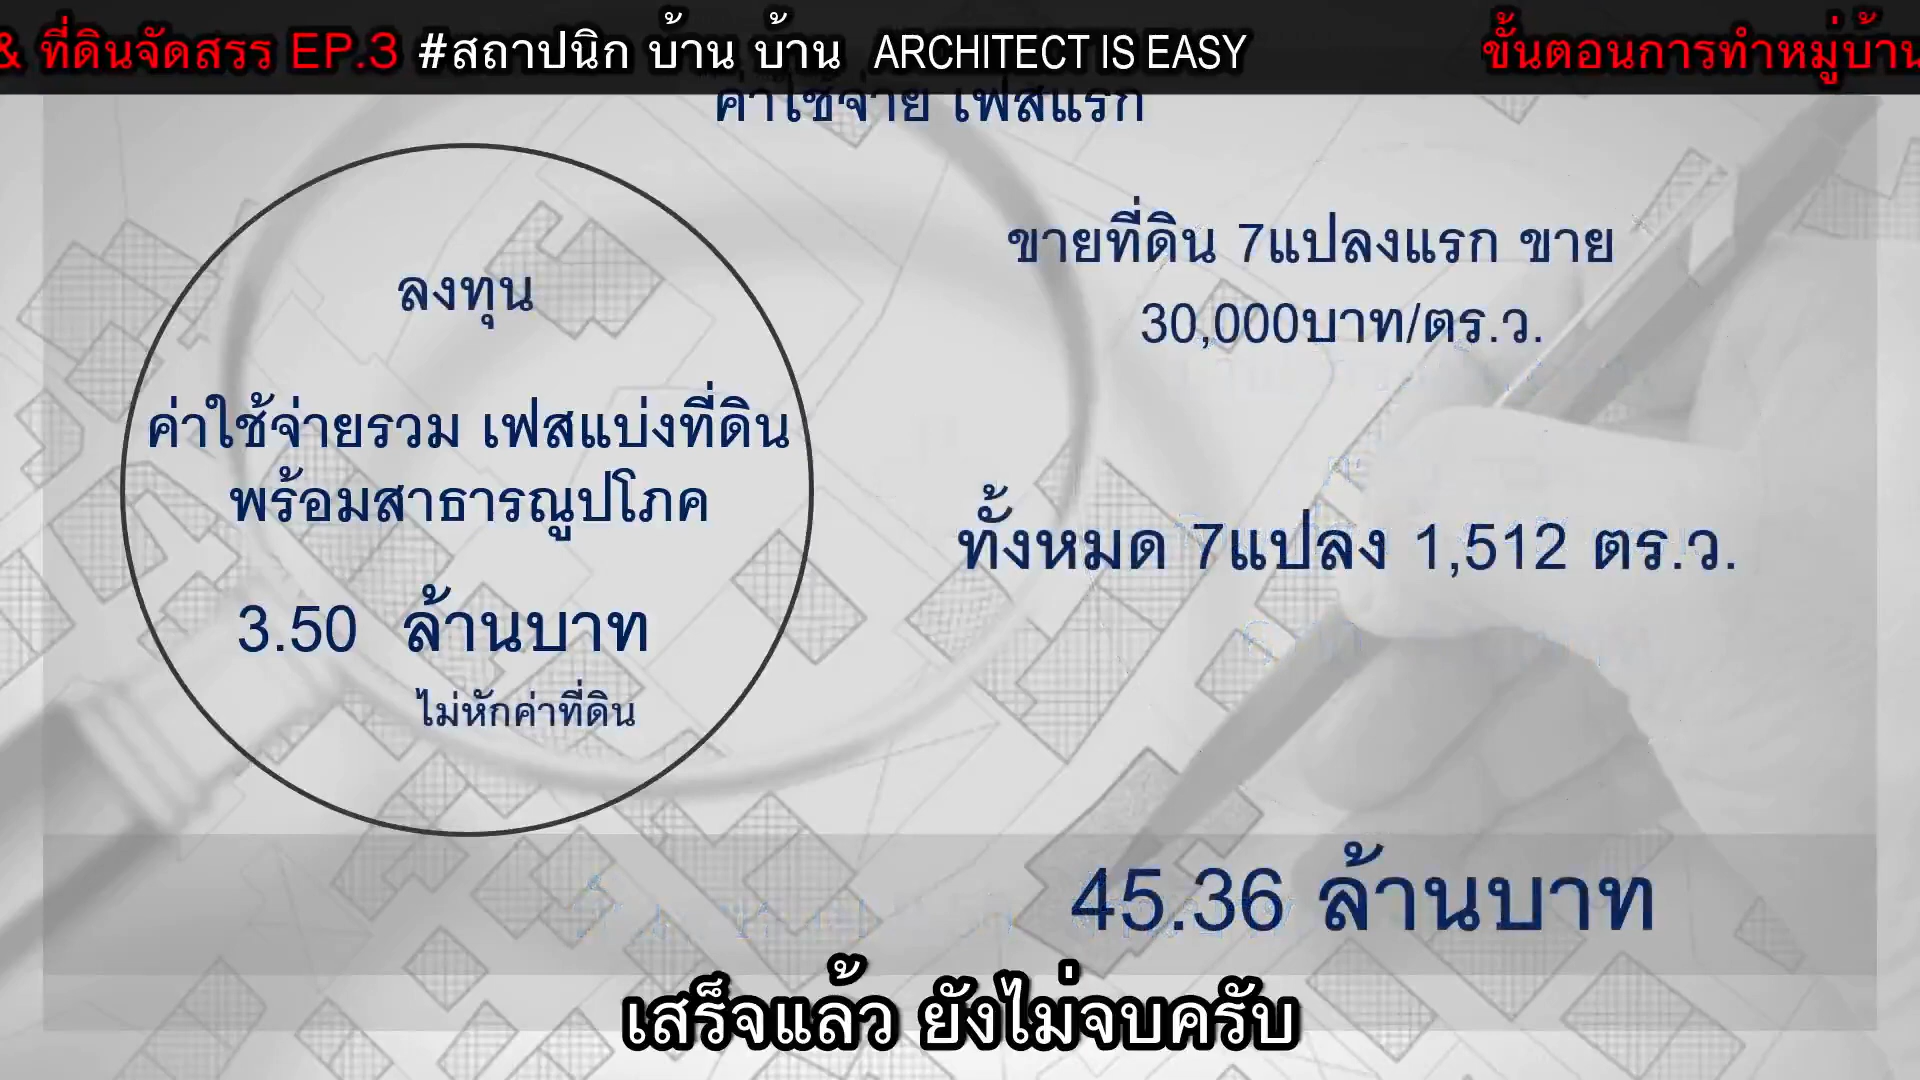 & ที่ดินจัดสรร EP.3 #สถาปนิก บ้าน บ้าน ARCHITECT IS EASY ขั้นตอนการทำหมู่บ้าน
ค่าใช้จ่าย เฟสแรก
ลงทุน
ค่าใช้จ่ายรวม เฟสแบ่งที่ดิน
พร้อมสาธารณูปโภค
3.50 ล้านบาท
ไม่หักค่าที่ดิน
ขายที่ดิน 7แปลงแรก ขาย
30,000บาท/ตร.ว.
ทั้งหมด 7แปลง 1,512 ตร.ว.
45.36 ล้านบาท
เสร็จแล้ว ยังไม่จบครับ